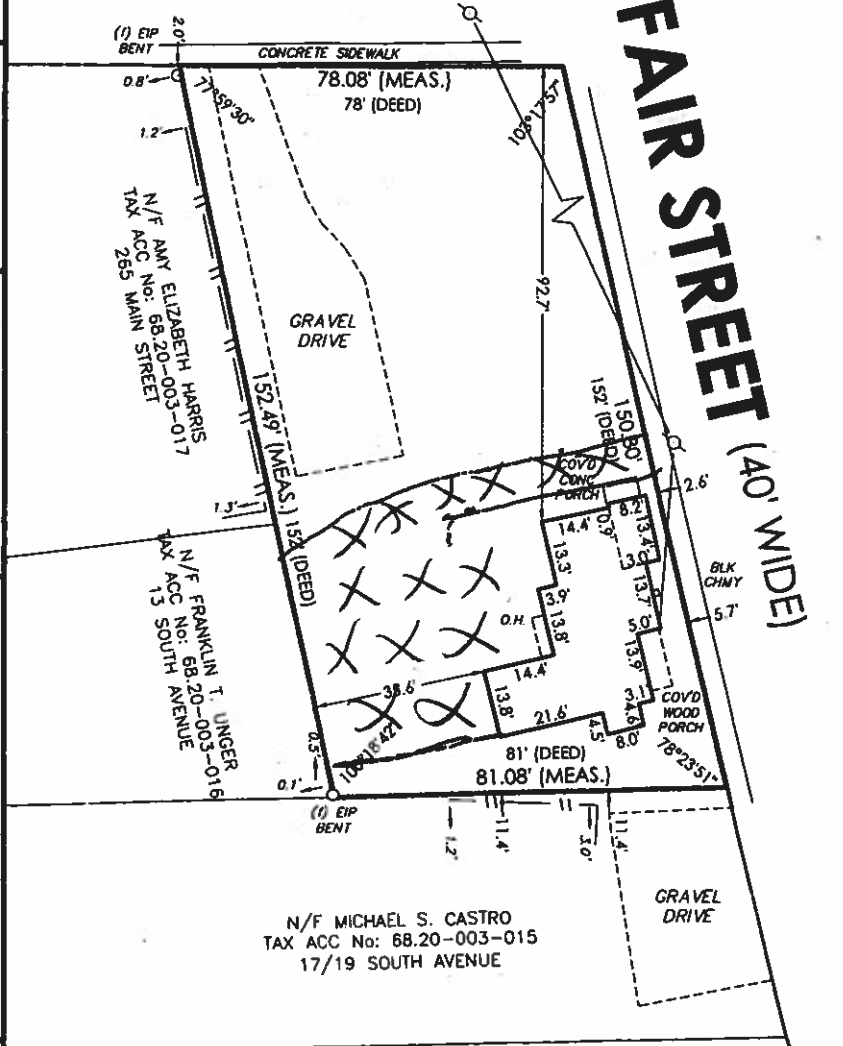 FAIR STREET (40' WIDE)
(f) EIP
BENT
2.0'
CONCRETE SIDEWALK
0.8'
78.08' (MEAS.)
78' (DEED)
77°59'30"
103°17'57"
1.2'
N/F AMY ELIZABETH HARRIS
TAX ACC No: 68.20-003-017
265 MAIN STREET
GRAVEL
DRIVE
92.7'
152.49' (MEAS.) 152' (DEED)
150.80'
152' (DEED)
COV'D
CONC
PORCH
2.6'
1.3'
14.4'
0.9'
8.2'
13.4'
13.3'
3.0'
13.7'
BLK
CHMY
3.9'
O.H.
13.8'
5.0'
5.7'
N/F FRANKLIN T. UNGER
TAX ACC No: 68.20-003-016
13 SOUTH AVENUE
13.9'
14.4'
38.6'
13.8'
3.1'
4.6'
COV'D
WOOD
PORCH
21.6'
4.5'
8.0'
0.5'
81' (DEED)
81.08' (MEAS.)
78°23'51"
0.1'
(f) EIP
BENT
1.2'
11.4'
3.0'
11.4'
GRAVEL
DRIVE
N/F MICHAEL S. CASTRO
TAX ACC No: 68.20-003-015
17/19 SOUTH AVENUE